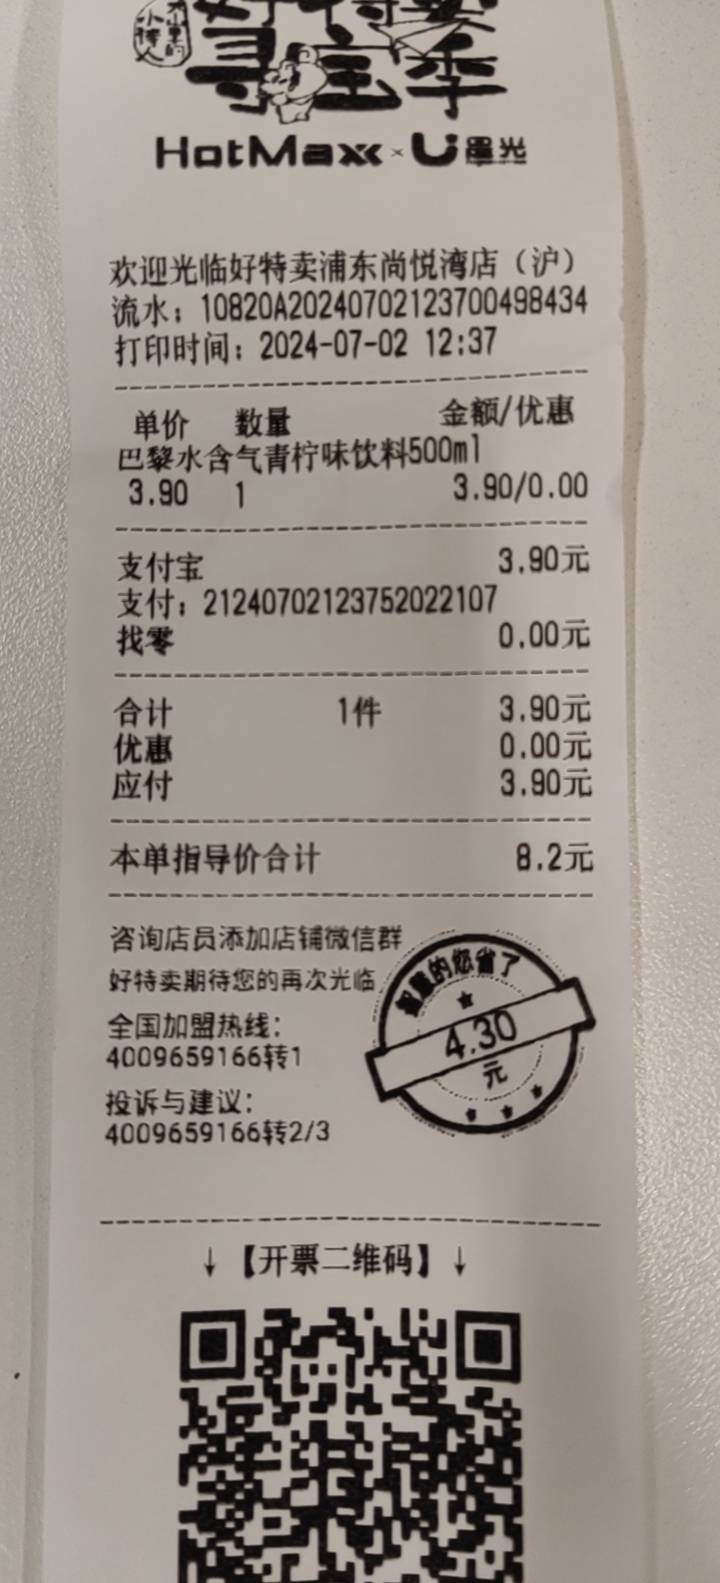 好特卖
寻宝季
HotMaxx × U 墨光
欢迎光临好特卖浦东尚悦湾店（沪）
流水：10820A20240702123700498434
打印时间：2024-07-02 12:37
单价 数量 金额/优惠
巴黎水含气青柠味饮料500ml
3.90 1 3.90/0.00
支付宝 3.90元
支付：21240702123752022107
找零 0.00元
合计 1件 3.90元
优惠 0.00元
应付 3.90元
本单指导价合计 8.2元
咨询店员添加店铺微信群
好特卖期待您的再次光临
全国加盟热线：
4009659166转1
投诉与建议：
4009659166转2/3
的您省了
4.30
元
↓【开票二维码】↓